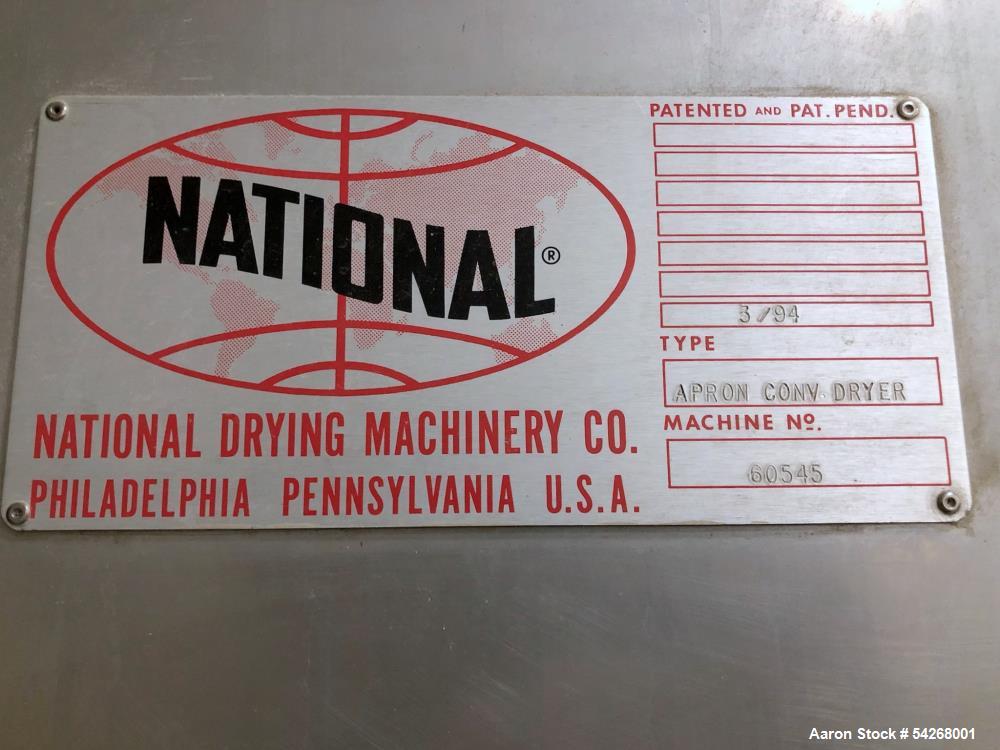 NATIONAL®
NATIONAL DRYING MACHINERY CO.
PHILADELPHIA PENNSYLVANIA U.S.A.
PATENTED AND PAT. PEND.
3/94
TYPE
APRON CONV. DRYER
MACHINE Nº.
60545
Aaron Stock # 54268001